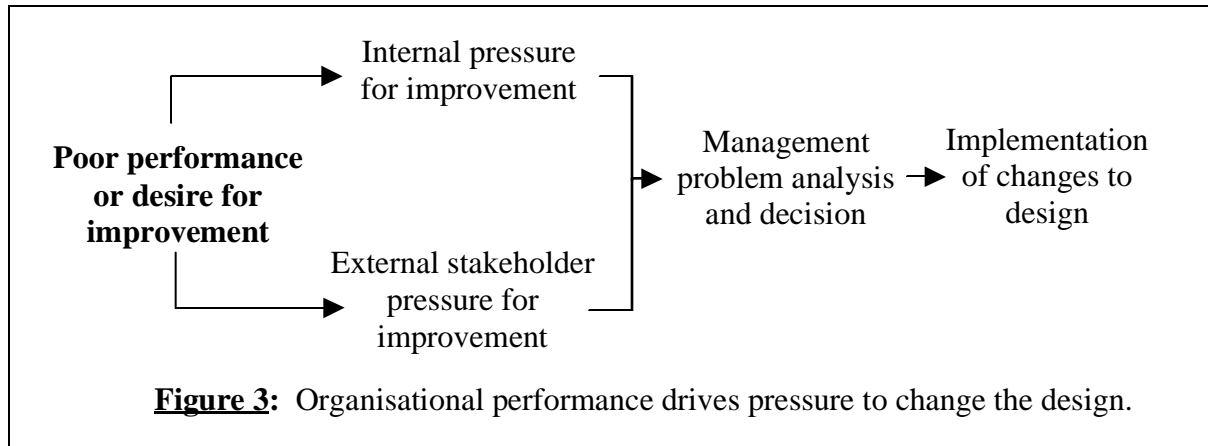 Internal pressure
for improvement
Poor performance
or desire for
improvement
External stakeholder
pressure for
improvement
Management
problem analysis
and decision
Implementation
of changes to
design
Figure 3: Organisational performance drives pressure to change the design.